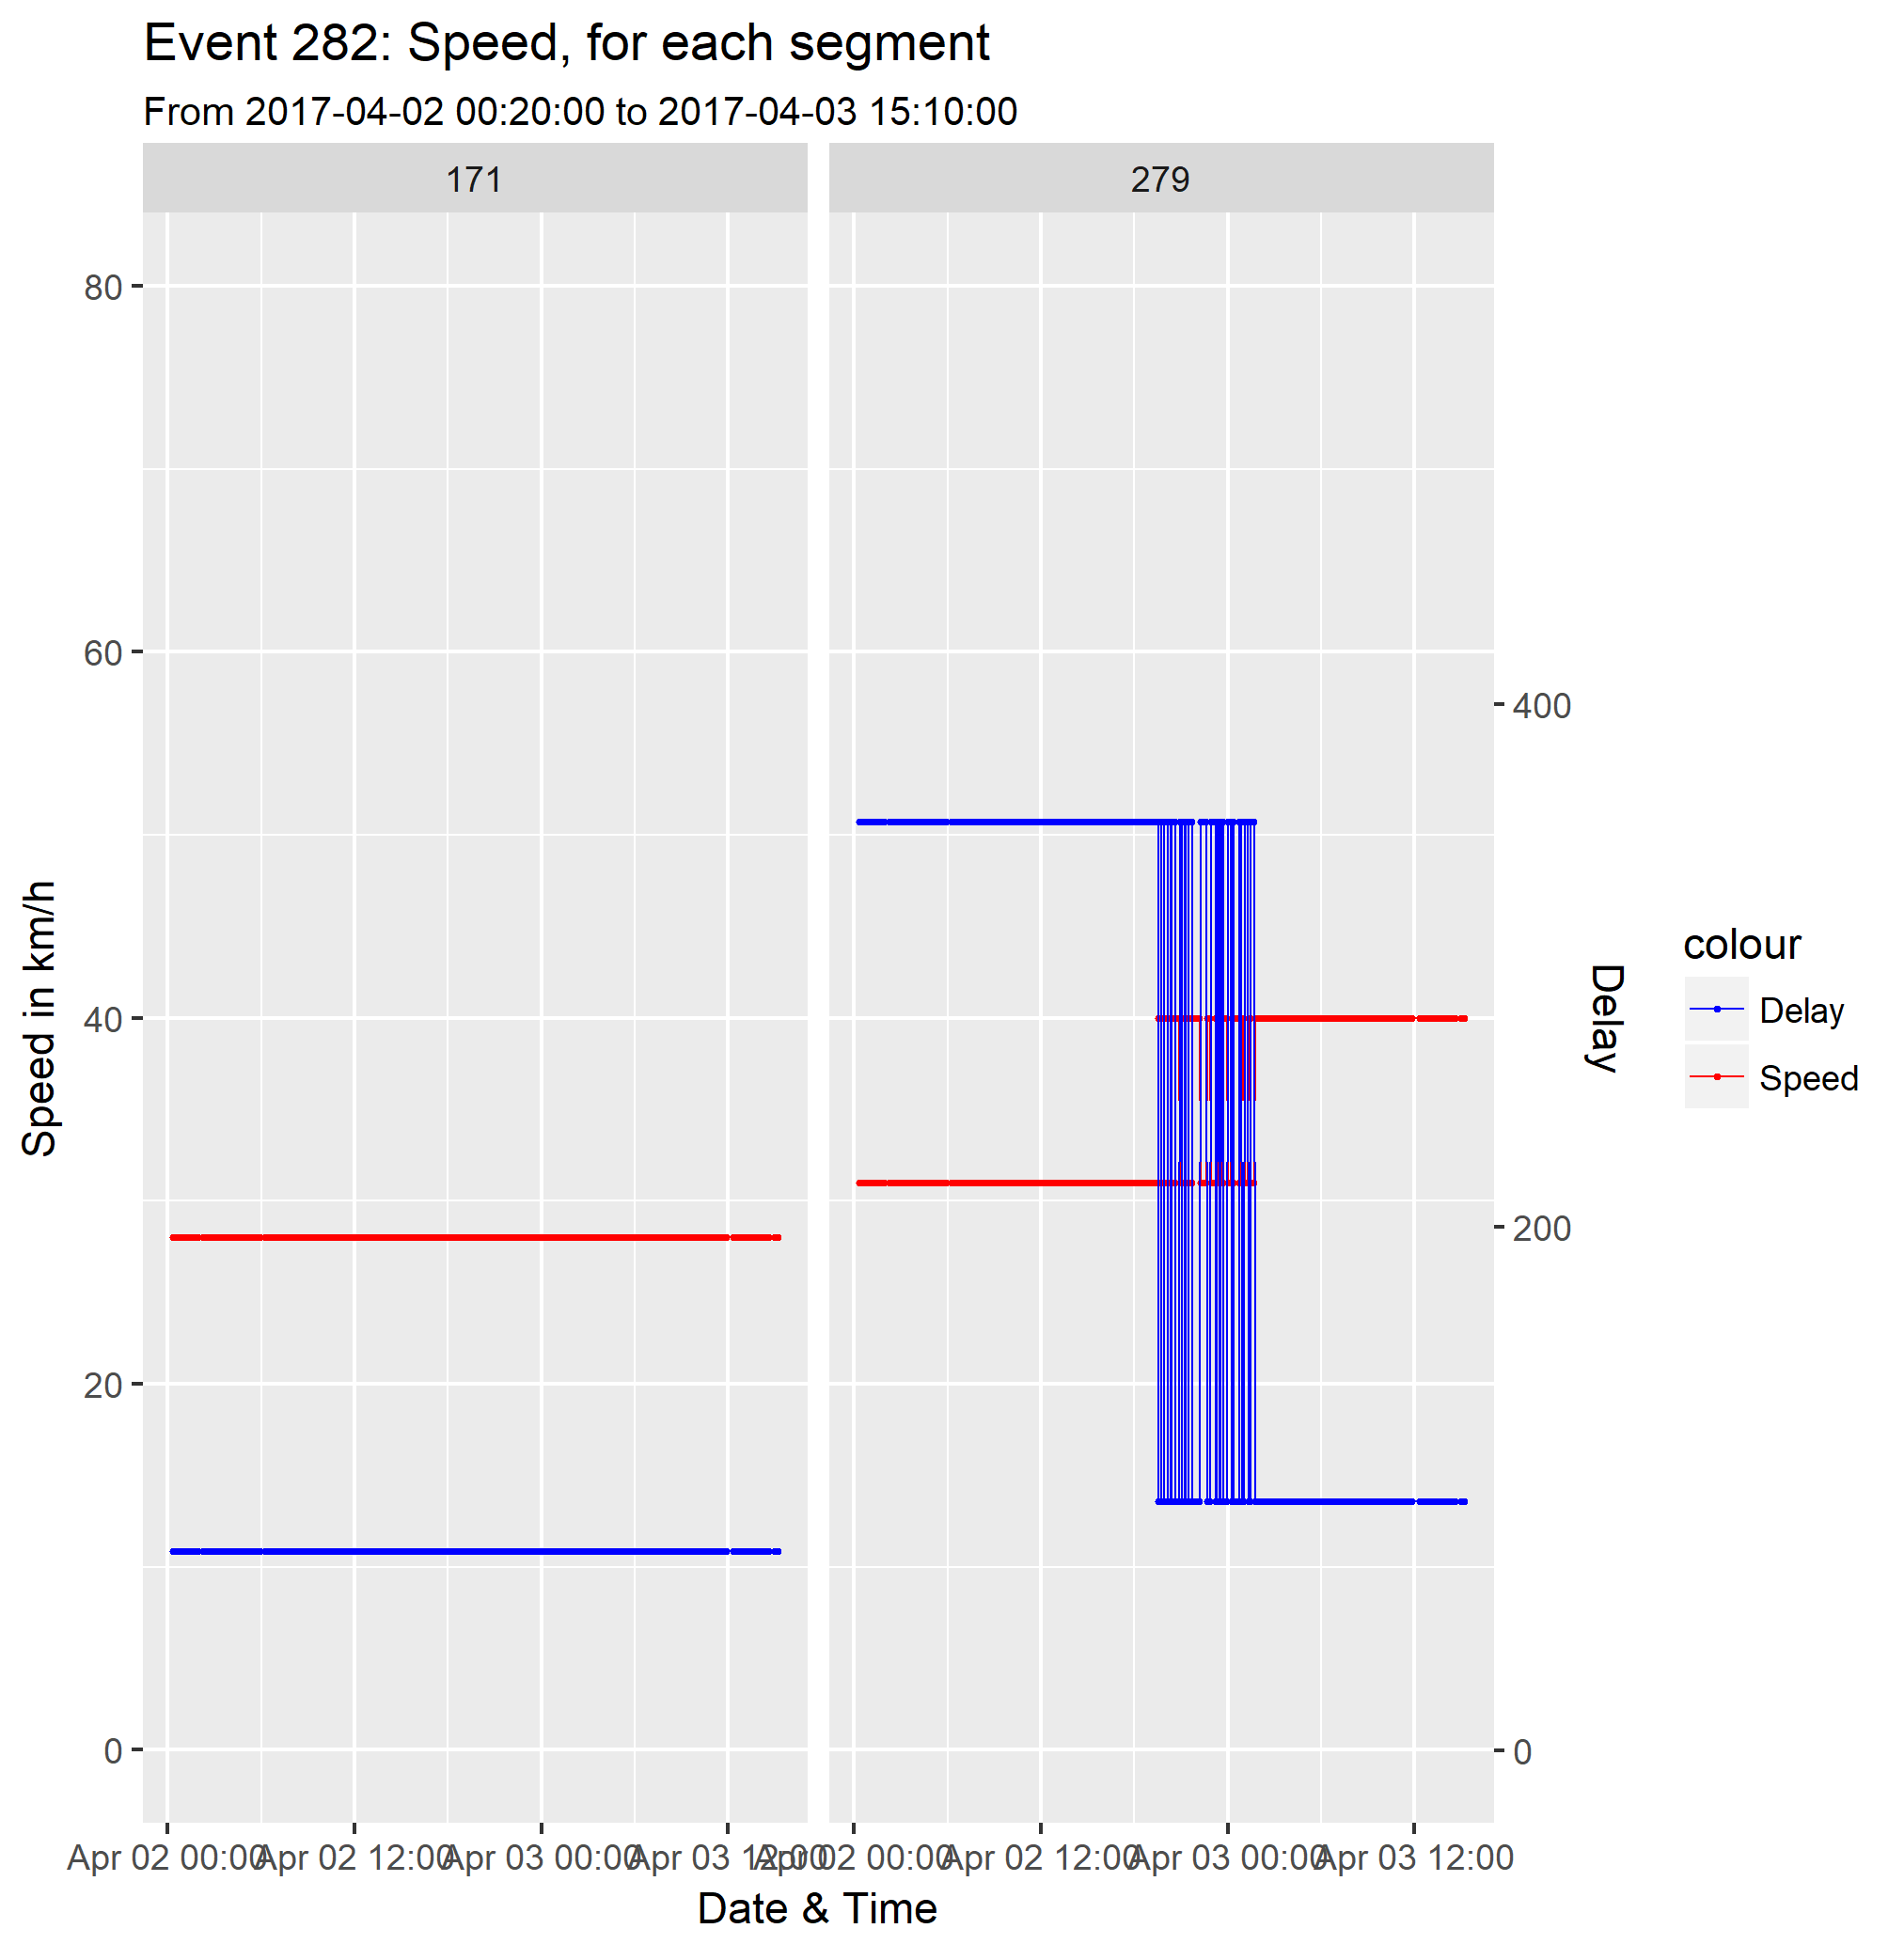 Event 282: Speed, for each segment
From 2017-04-02 00:20:00 to 2017-04-03 15:10:00
171
279
80
60
40
20
0
Speed in km/h
400
200
0
Delay
colour
Delay
Speed
Apr 02 00:00 Apr 02 12:00 Apr 03 00:00 Apr 03 12:00 Apr 02 00:00 Apr 02 12:00 Apr 03 00:00 Apr 03 12:00
Date & Time